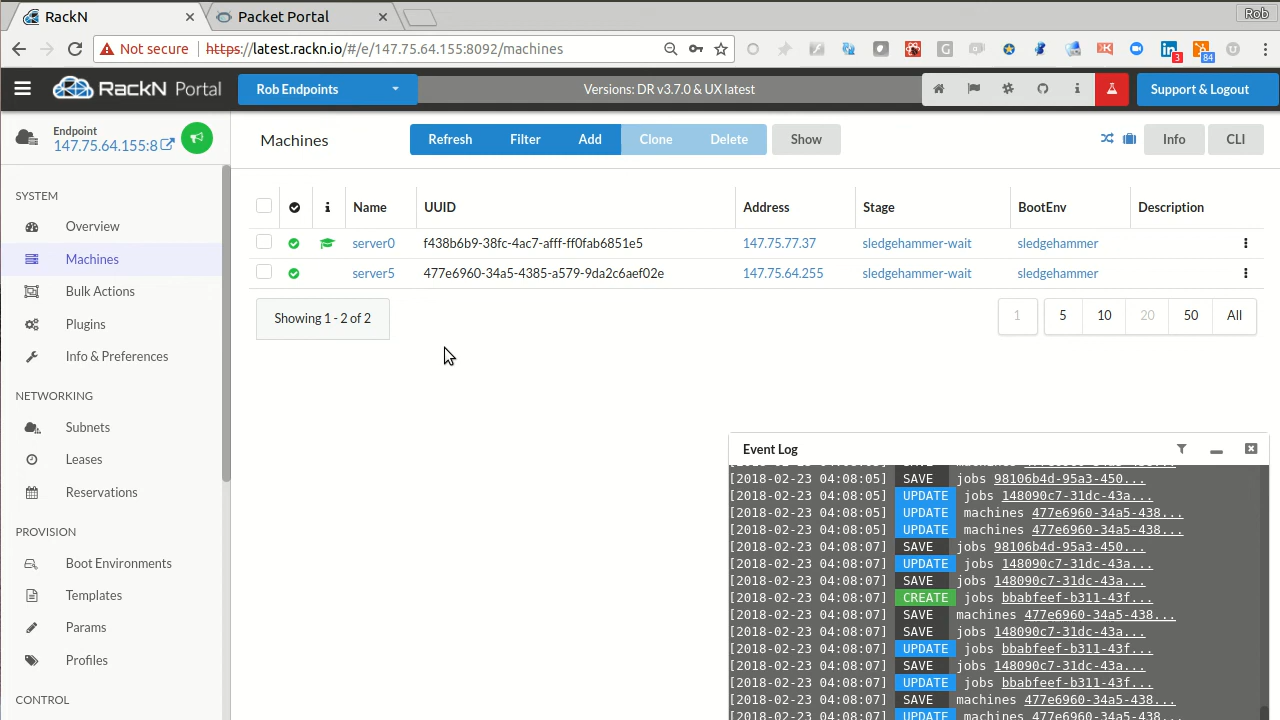 RackN
Packet Portal
Rob
Not secure https://latest.rackn.io/#/e/147.75.64.155:8092/machines
3
84
RackN Portal
Rob Endpoints
Versions: DR v3.7.0 & UX latest
Support & Logout
Endpoint
147.75.64.155:8
Machines
Refresh Filter Add Clone Delete Show
Info CLI
SYSTEM
Overview
Machines
Bulk Actions
Plugins
Info & Preferences
NETWORKING
Subnets
Leases
Reservations
PROVISION
Boot Environments
Templates
Params
Profiles
CONTROL
Name UUID Address Stage BootEnv Description
server0 f438b6b9-38fc-4ac7-afff-ff0fab6851e5 147.75.77.37 sledgehammer-wait sledgehammer
server5 477e6960-34a5-4385-a579-9da2c6aef02e 147.75.64.255 sledgehammer-wait sledgehammer
Showing 1 - 2 of 2
1 5 10 20 50 All
Event Log
[2018-02-23 04:08:05] SAVE jobs 98106b4d-95a3-450...
[2018-02-23 04:08:05] UPDATE jobs 148090c7-31dc-43a...
[2018-02-23 04:08:05] UPDATE machines 477e6960-34a5-438...
[2018-02-23 04:08:05] UPDATE machines 477e6960-34a5-438...
[2018-02-23 04:08:07] SAVE jobs 98106b4d-95a3-450...
[2018-02-23 04:08:07] UPDATE jobs 148090c7-31dc-43a...
[2018-02-23 04:08:07] SAVE jobs 148090c7-31dc-43a...
[2018-02-23 04:08:07] CREATE jobs bbabfeef-b311-43f...
[2018-02-23 04:08:07] SAVE machines 477e6960-34a5-438...
[2018-02-23 04:08:07] SAVE jobs 148090c7-31dc-43a...
[2018-02-23 04:08:07] UPDATE jobs bbabfeef-b311-43f...
[2018-02-23 04:08:07] SAVE jobs 148090c7-31dc-43a...
[2018-02-23 04:08:07] UPDATE jobs bbabfeef-b311-43f...
[2018-02-23 04:08:07] SAVE machines 477e6960-34a5-438...
[2018-02-23 04:08:07] UPDATE machines 477e6960-34a5-438...